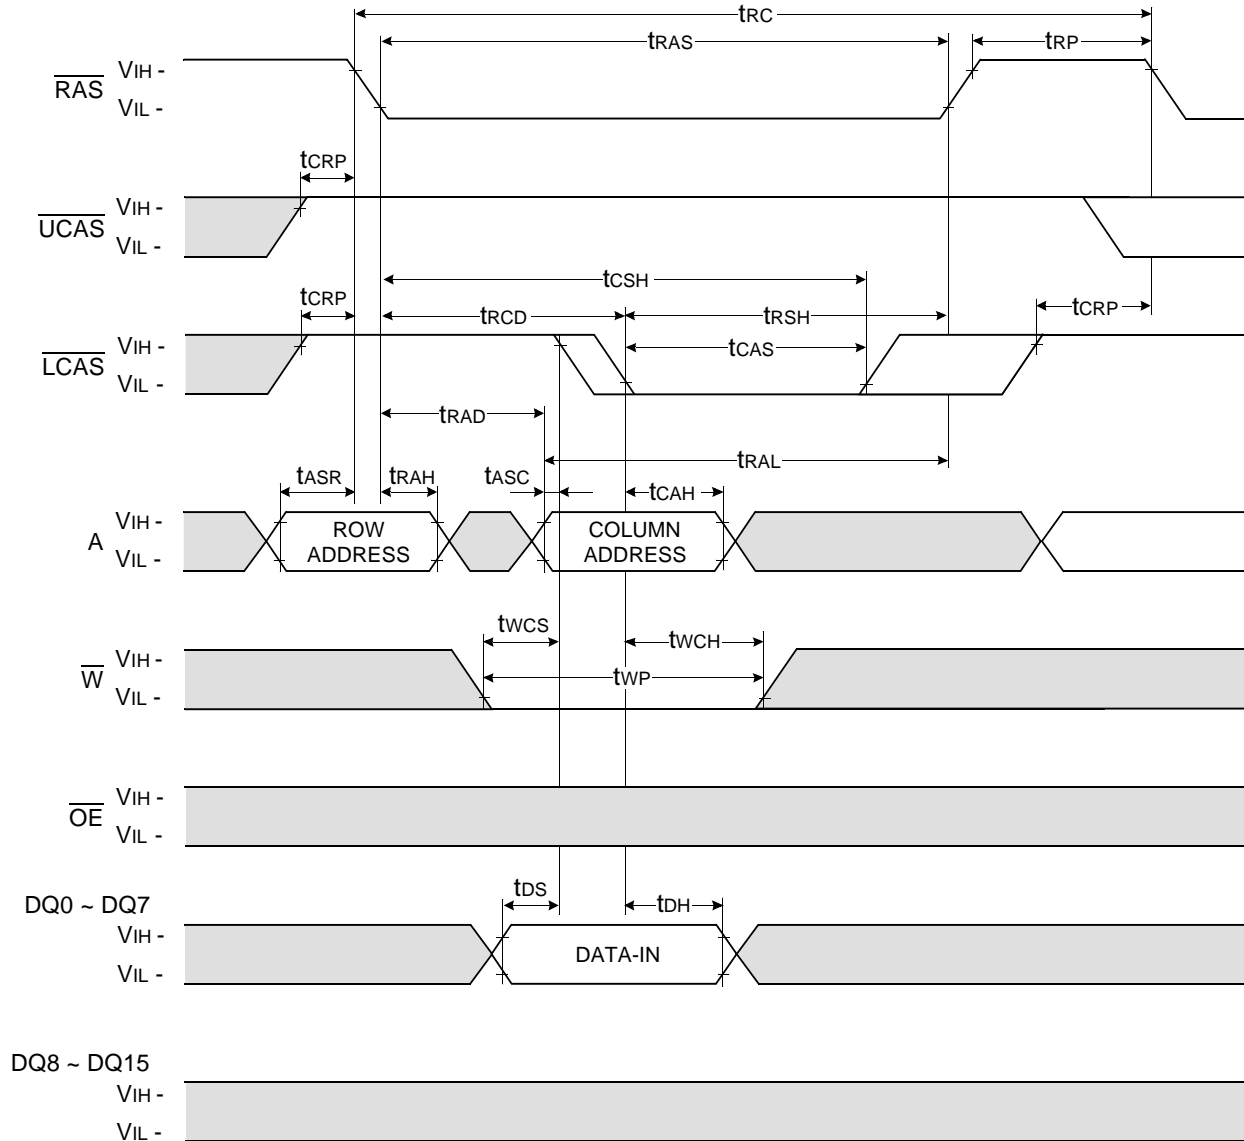 tRC
tRAS
tRP
RAS
VIH -
VIL -
tCRP
UCAS
VIH -
VIL -
tCSH
tCRP
tRCD
tRSH
tCRP
LCAS
VIH -
VIL -
tCAS
tRAD
tRAL
tASR
tRAH
tASC
tCAH
A
VIH -
VIL -
ROW
ADDRESS
COLUMN
ADDRESS
tWCS
tWCH
W
VIH -
VIL -
tWP
OE
VIH -
VIL -
tDS
tDH
DQ0 ~ DQ7
VIH -
VIL -
DATA-IN
DQ8 ~ DQ15
VIH -
VIL -